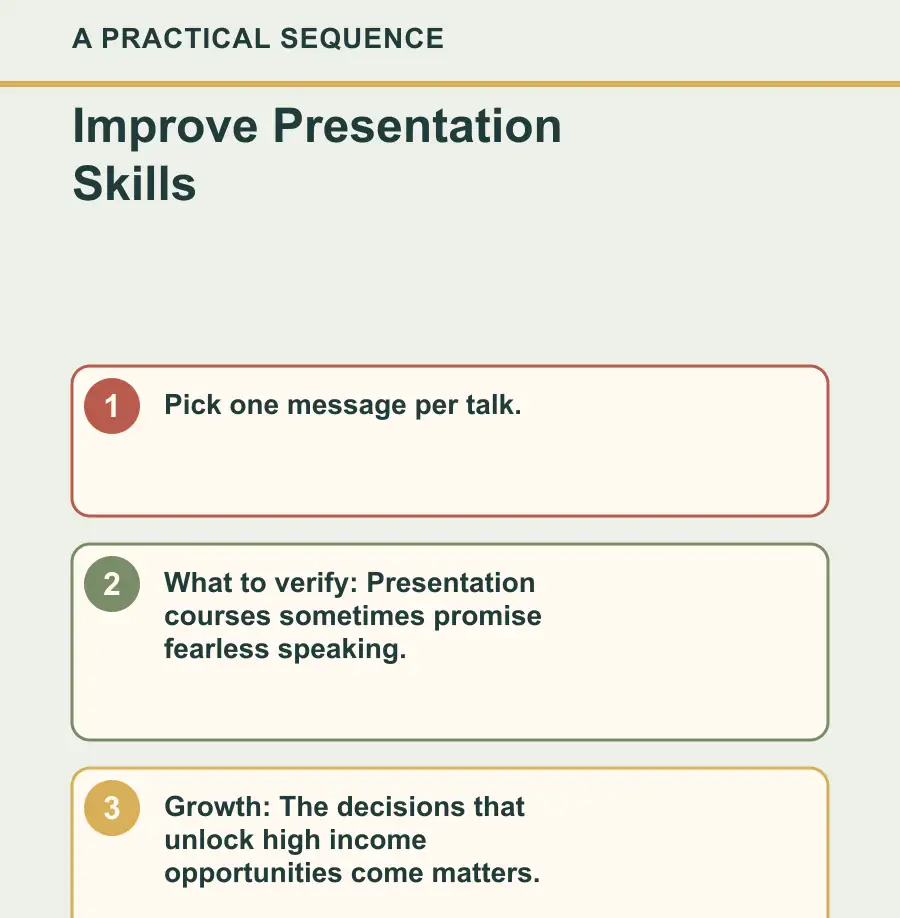 A PRACTICAL SEQUENCE
Improve Presentation
Skills
1
Pick one message per talk.
2
What to verify: Presentation
courses sometimes promise
fearless speaking.
3
Growth: The decisions that
unlock high income
opportunities come matters.